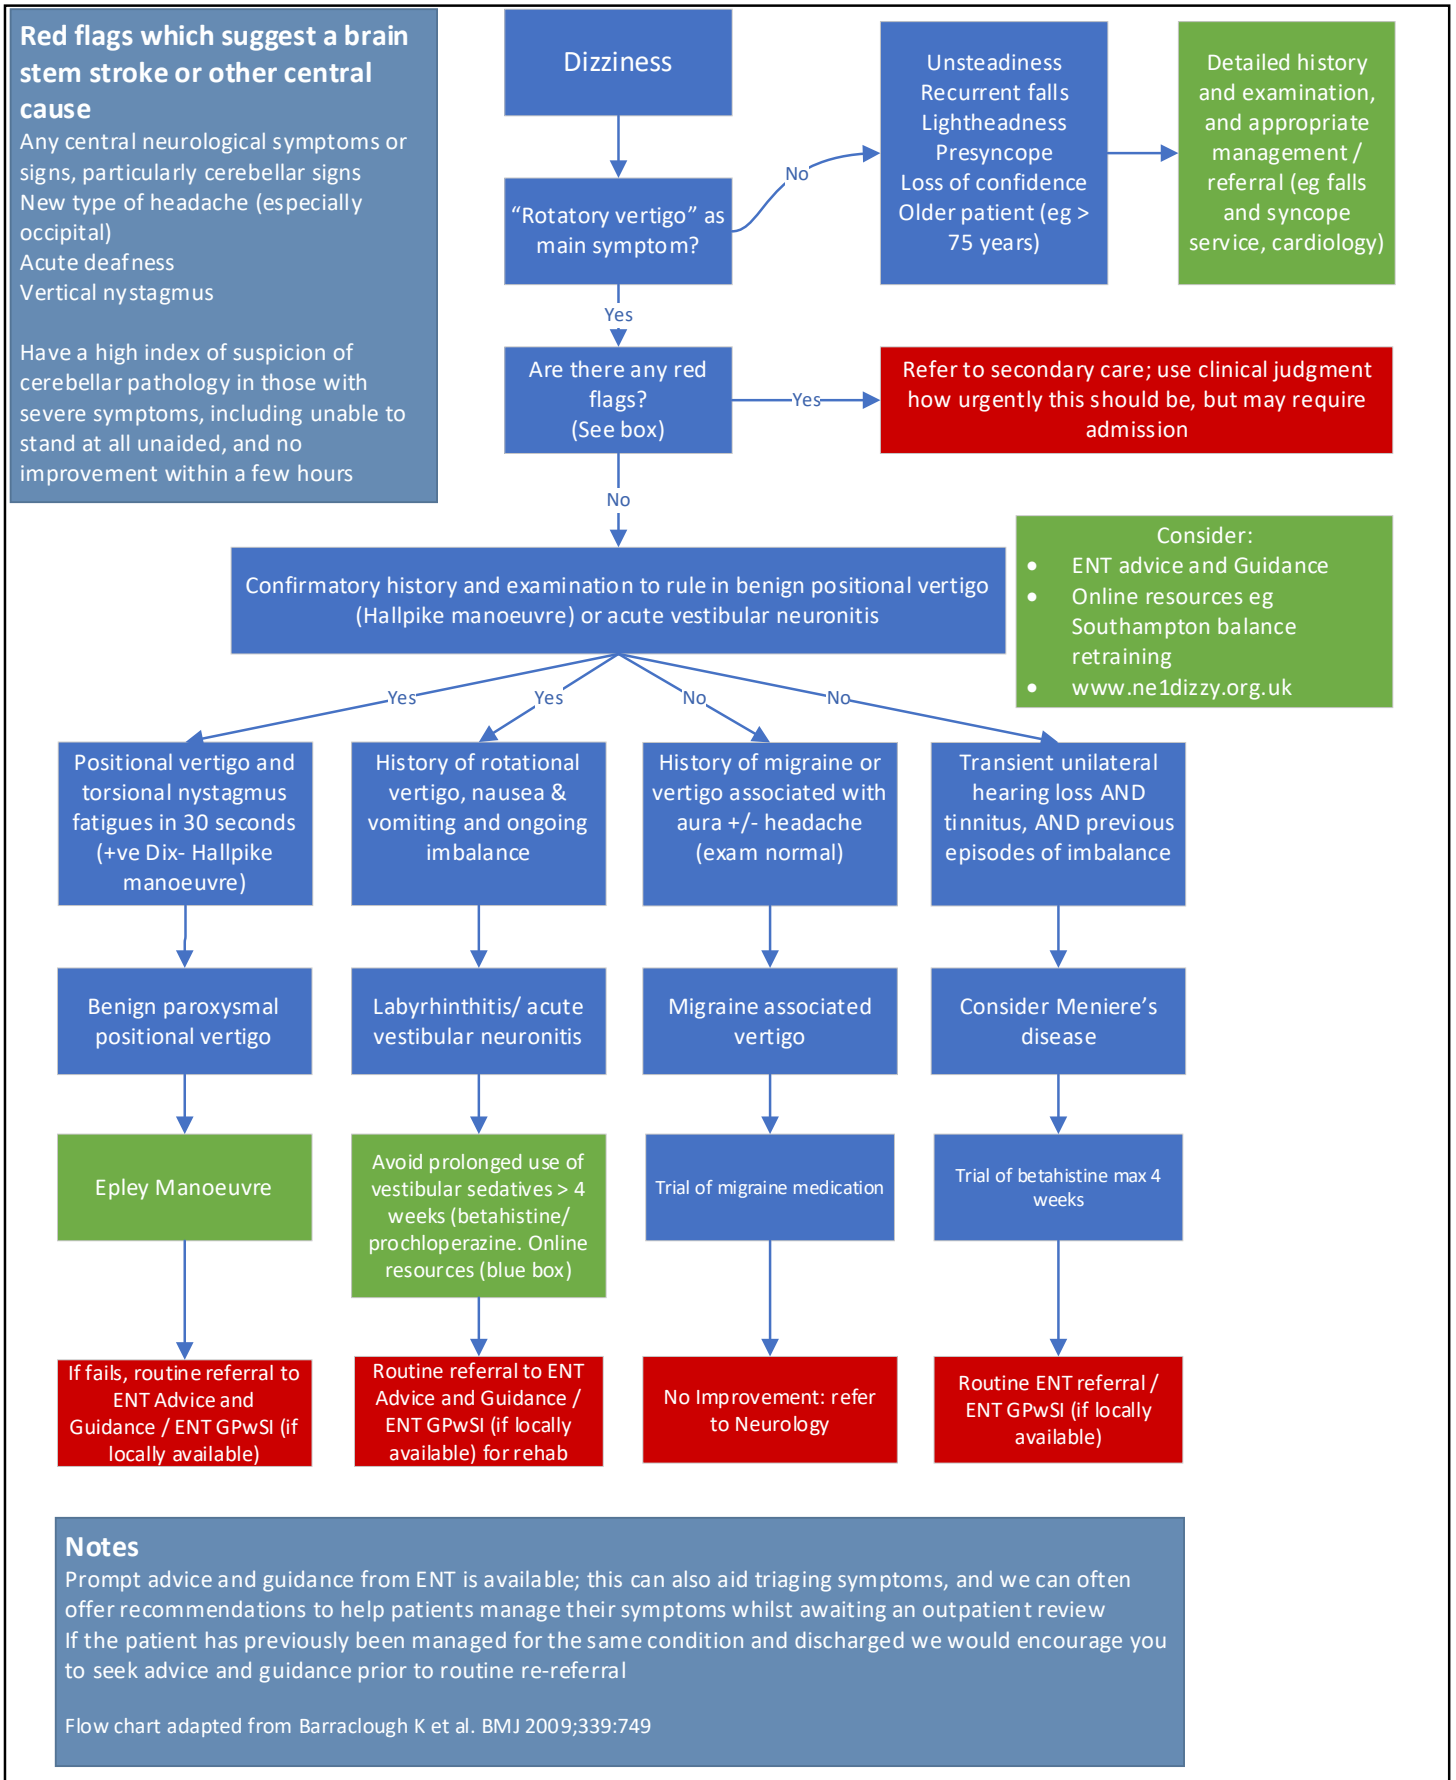 Red flags which suggest a brain
stem stroke or other central
cause
Any central neurological symptoms or
signs, particularly cerebellar signs
New type of headache (especially
occipital)
Acute deafness
Vertical nystagmus
Have a high index of suspicion of
cerebellar pathology in those with
severe symptoms, including unable to
stand at all unaided, and no
improvement within a few hours
Dizziness
“Rotatory vertigo” as
main symptom?
No
Unsteadiness
Recurrent falls
Lightheadness
Presyncope
Loss of confidence
Older patient (eg >
75 years)
Detailed history
and examination,
and appropriate
management /
referral (eg falls
and syncope
service, cardiology)
Yes
Are there any red
flags?
(See box)
Yes
Refer to secondary care; use clinical judgment
how urgently this should be, but may require
admission
No
Consider:
• ENT advice and Guidance
• Online resources eg
Southampton balance
retraining
• www.ne1dizzy.org.uk
Confirmatory history and examination to rule in benign positional vertigo
(Hallpike manoeuvre) or acute vestibular neuronitis
Yes
Yes
No
No
Positional vertigo and
torsional nystagmus
fatigues in 30 seconds
(+ve Dix- Hallpike
manoeuvre)
History of rotational
vertigo, nausea &
vomiting and ongoing
imbalance
History of migraine or
vertigo associated with
aura +/- headache
(exam normal)
Transient unilateral
hearing loss AND
tinnitus, AND previous
episodes of imbalance
Benign paroxysmal
positional vertigo
Labyrhinthitis/ acute
vestibular neuronitis
Migraine associated
vertigo
Consider Meniere’s
disease
Epley Manoeuvre
Avoid prolonged use of
vestibular sedatives > 4
weeks (betahistine/
prochloperazine. Online
resources (blue box)
Trial of migraine medication
Trial of betahistine max 4
weeks
If fails, routine referral to
ENT Advice and
Guidance / ENT GPwSI (if
locally available)
Routine referral to ENT
Advice and Guidance /
ENT GPwSI (if locally
available) for rehab
No Improvement: refer
to Neurology
Routine ENT referral /
ENT GPwSI (if locally
available)
Notes
Prompt advice and guidance from ENT is available; this can also aid triaging symptoms, and we can often
offer recommendations to help patients manage their symptoms whilst awaiting an outpatient review
If the patient has previously been managed for the same condition and discharged we would encourage you
to seek advice and guidance prior to routine re-referral
Flow chart adapted from Barraclough K et al. BMJ 2009;339:749